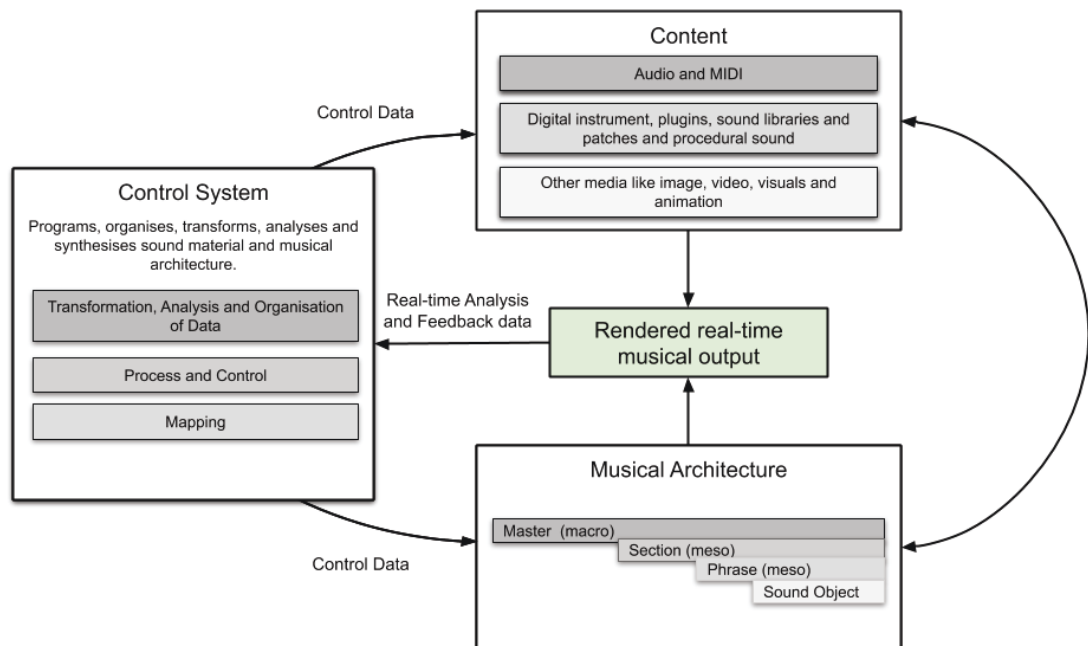 Content
Audio and MIDI
Digital instrument, plugins, sound libraries and
patches and procedural sound
Other media like image, video, visuals and
animation
Control Data
Control System
Programs, organises, transforms, analyses and
synthesises sound material and musical
architecture.
Transformation, Analysis and Organisation
of Data
Process and Control
Mapping
Real-time Analysis
and Feedback data
Rendered real-time
musical output
Control Data
Musical Architecture
Master (macro)
Section (meso)
Phrase (meso)
Sound Object